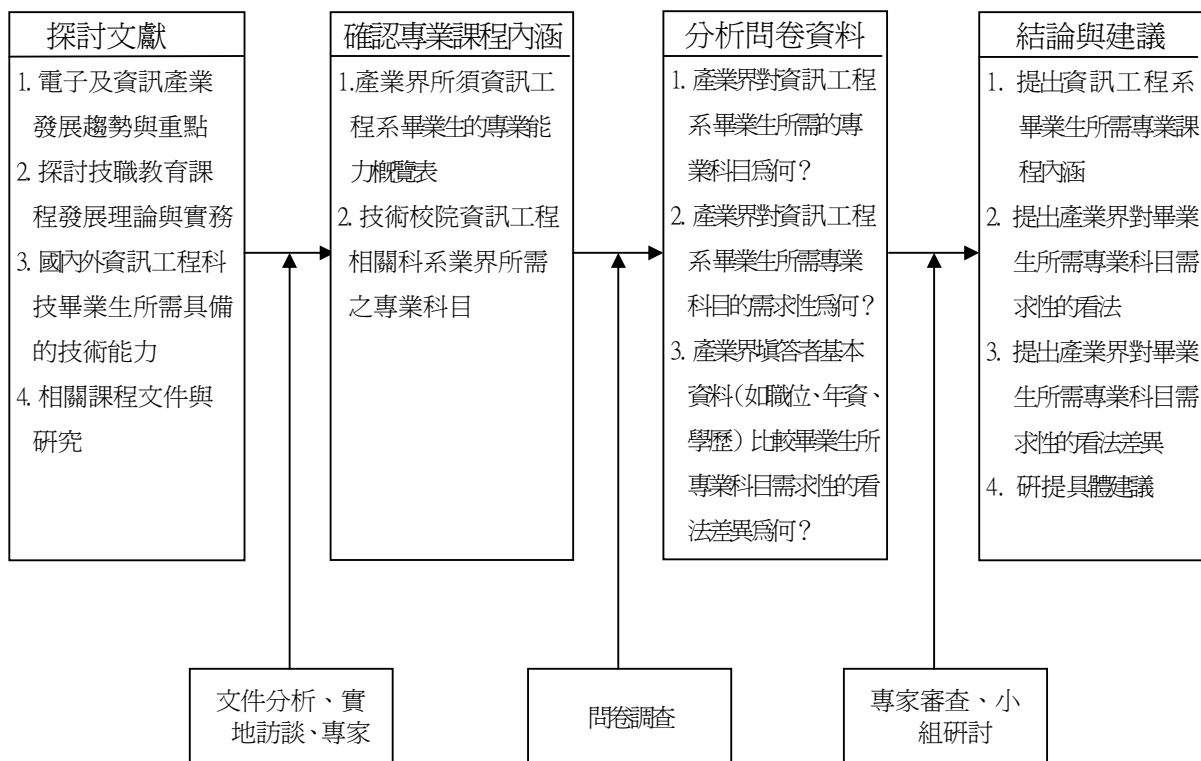 探討文獻
1. 電子及資訊產業
發展趨勢與重點
2. 探討技職教育課
程發展理論與實務
3. 國內外資訊工程科
技畢業生所需具備
的技術能力
4. 相關課程文件與
研究
確認專業課程內涵
1.產業界所須資訊工
程系畢業生的專業能
力概覽表
2. 技術校院資訊工程
相關科系業界所需
之專業科目
分析問卷資料
1. 產業界對資訊工程
系畢業生所需的專
業科目為何？
2. 產業界對資訊工程
系畢業生所需專業
科目的需求性為何？
3. 產業界填答者基本
資料（如職位、年資、
學歷）比較畢業生所
專業科目需求性的看
法差異為何？
結論與建議
1. 提出資訊工程系
畢業生所需專業課
程內涵
2. 提出產業界對畢業
生所需專業科目需
求性的看法
3. 提出產業界對畢業
生所需專業科目需
求性的看法差異
4. 研提具體建議
文件分析、實
地訪談、專家
問卷調查
專家審查、小
組研討